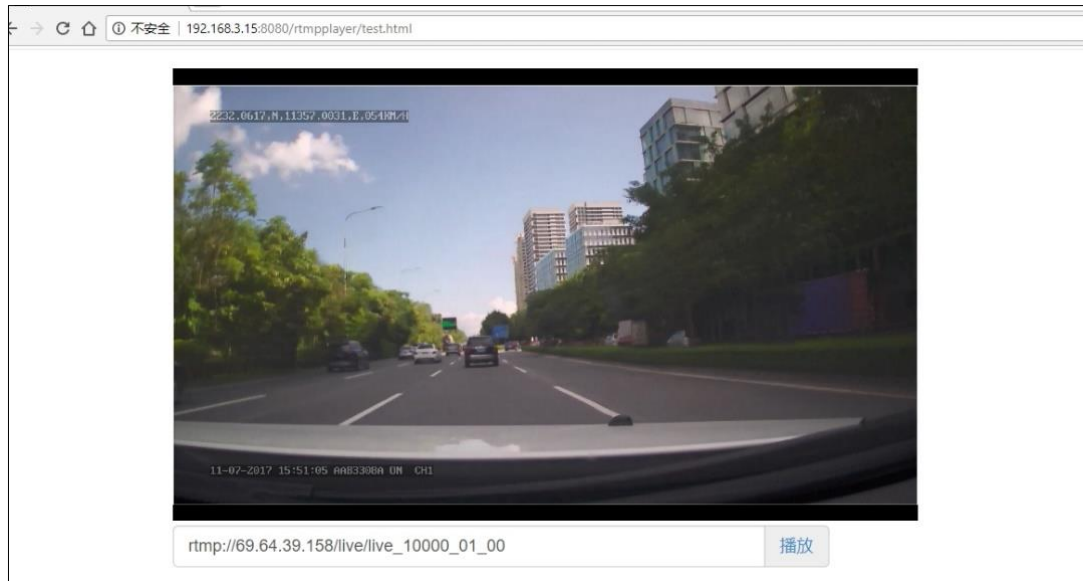 不安全 | 192.168.3.15:8080/rtmpplayer/test.html
2232.0617,N,11357.0031,E,054KM/H
11-07-2017 15:51:05 AA83308A ON CH1
rtmp://69.64.39.158/live/live_10000_01_00 播放